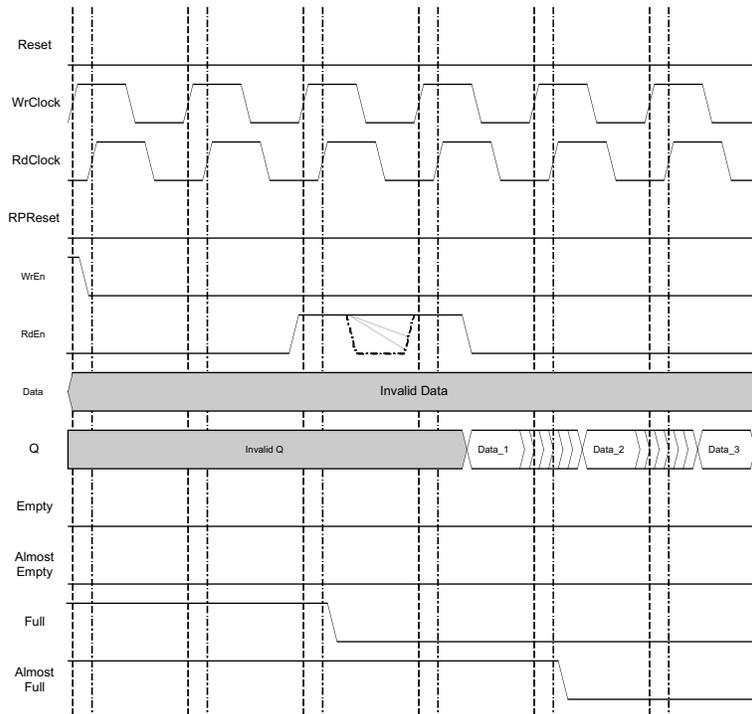 Reset
WrClock
RdClock
RPReset
WrEn
RdEn
Data
Invalid Data
Q
Invalid Q
Data_1
Data_2
Data_3
Empty
Almost
Empty
Full
Almost
Full